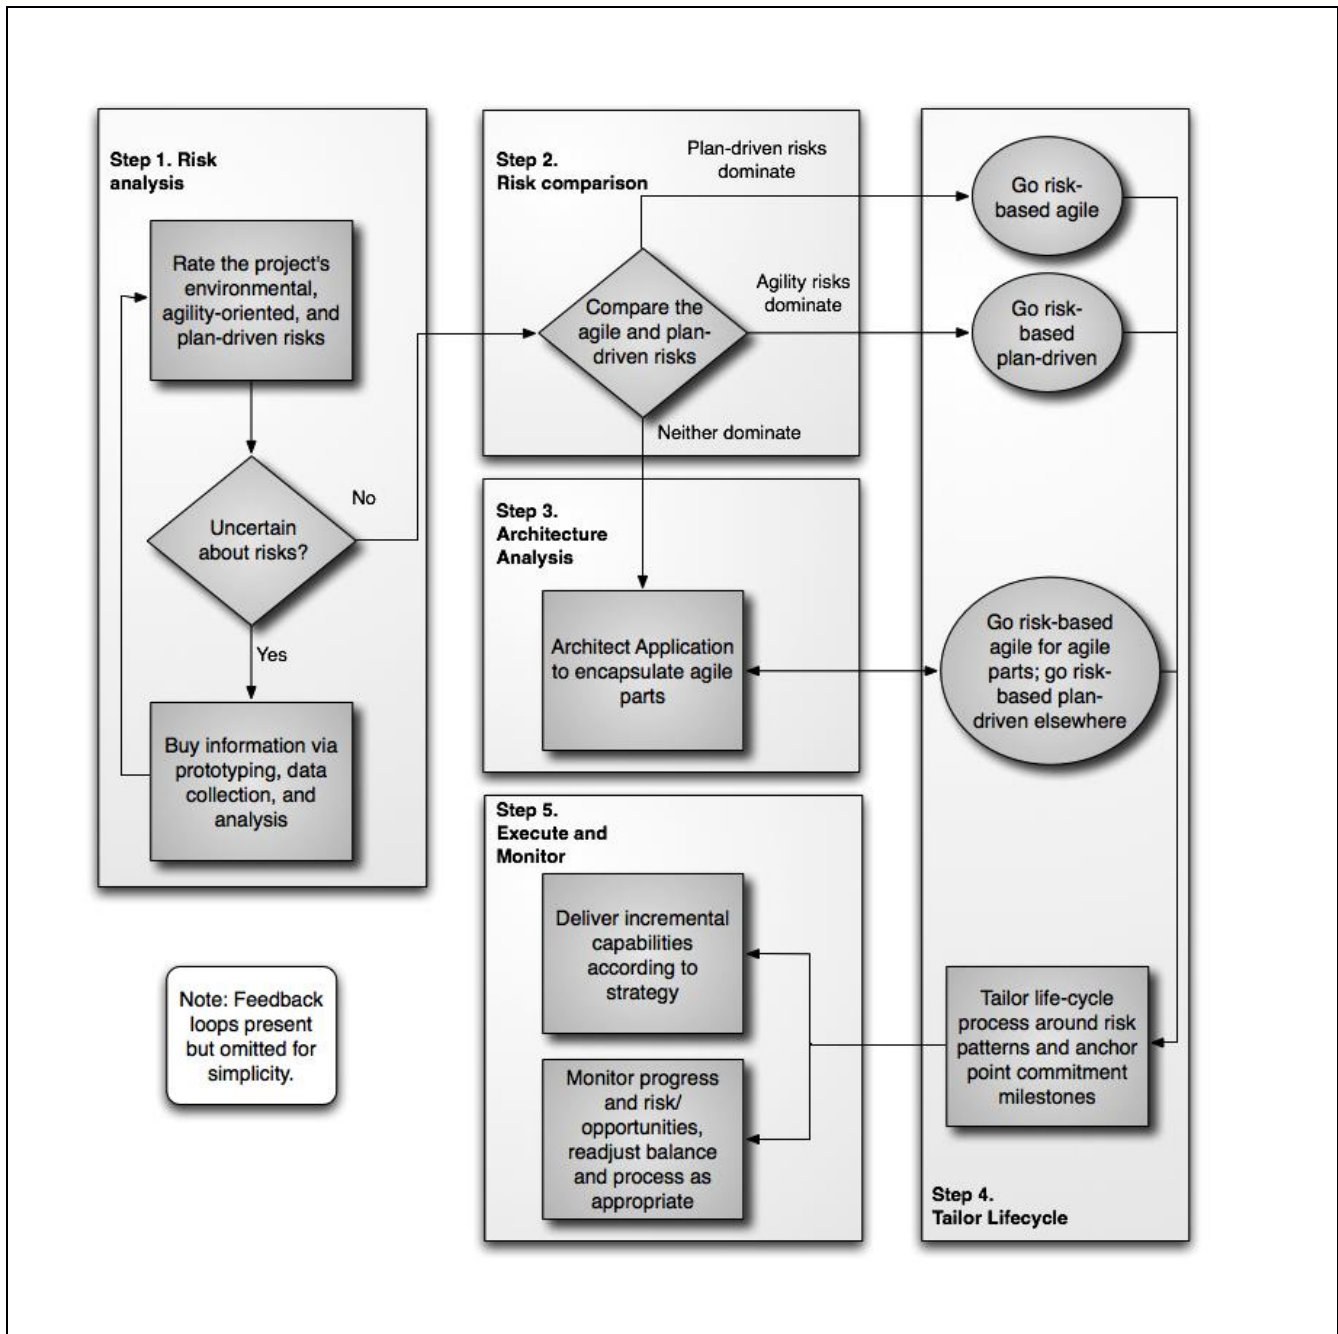 Step 1. Risk
analysis
Rate the project's
environmental,
agility-oriented, and
plan-driven risks
Uncertain
about risks?
No
Yes
Buy information via
prototyping, data
collection, and
analysis
Note: Feedback
loops present
but omitted for
simplicity.
Step 2.
Risk comparison
Plan-driven risks
dominate
Agility risks
dominate
Compare the
agile and plan-
driven risks
Neither dominate
Step 3.
Architecture
Analysis
Architect Application
to encapsulate agile
parts
Step 5.
Execute and
Monitor
Deliver incremental
capabilities
according to
strategy
Monitor progress
and risk/
opportunities,
readjust balance
and process as
appropriate
Go risk-
based agile
Go risk-
based
plan-driven
Go risk-based
agile for agile
parts; go risk-
based plan-
driven elsewhere
Tailor life-cycle
process around risk
patterns and anchor
point commitment
milestones
Step 4.
Tailor Lifecycle